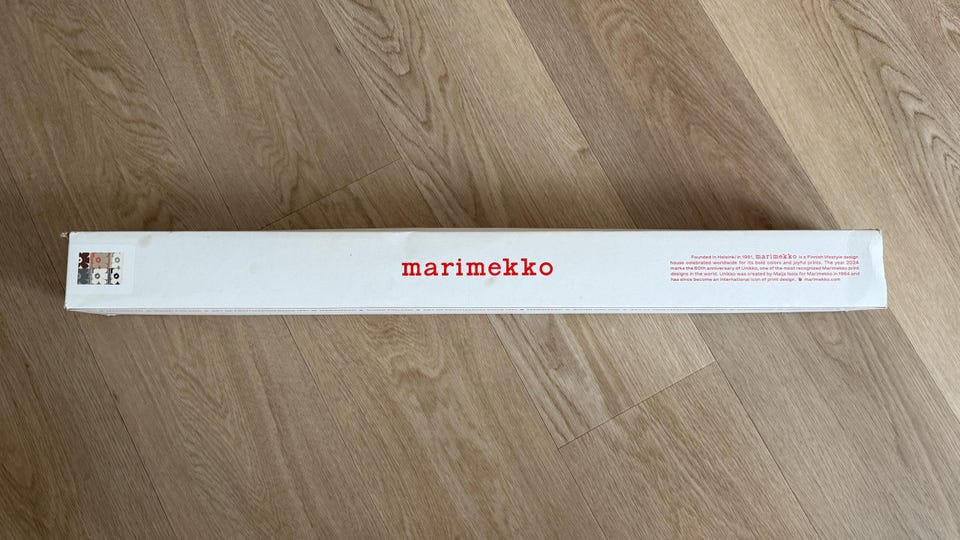 marimekko
Founded in Helsinki in 1951, marimekko is a Finnish lifestyle design
house celebrated worldwide for its bold colors and joyful prints. The year 2024
marks the 60th anniversary of Unikko, one of the most recognized Marimekko print
designs in the world. Unikko was created by Maija Isola for Marimekko in 1964 and
has since become an international icon of print design. marimekko.com